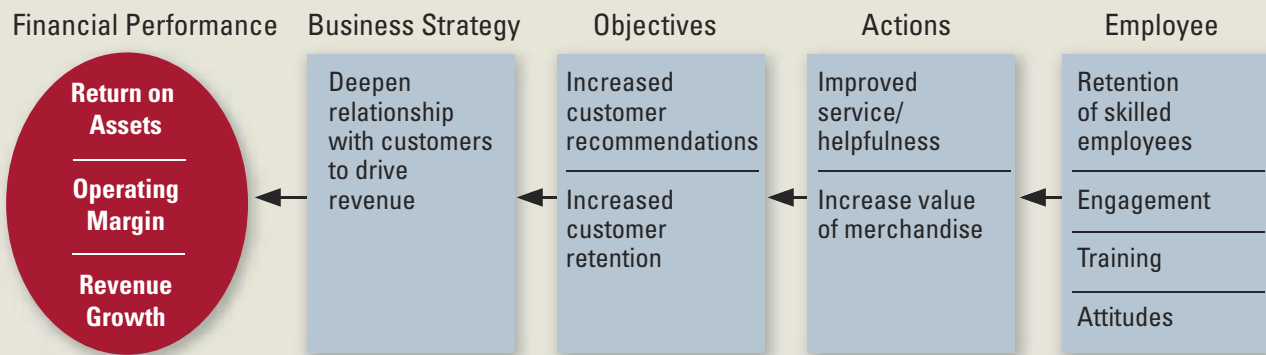 Financial Performance
Return on
Assets
Operating
Margin
Revenue
Growth
Business Strategy
Deepen
relationship
with customers
to drive
revenue
Objectives
Increased
customer
recommendations
Increased
customer
retention
Actions
Improved
service/
helpfulness
Increase value
of merchandise
Employee
Retention
of skilled
employees
Engagement
Training
Attitudes